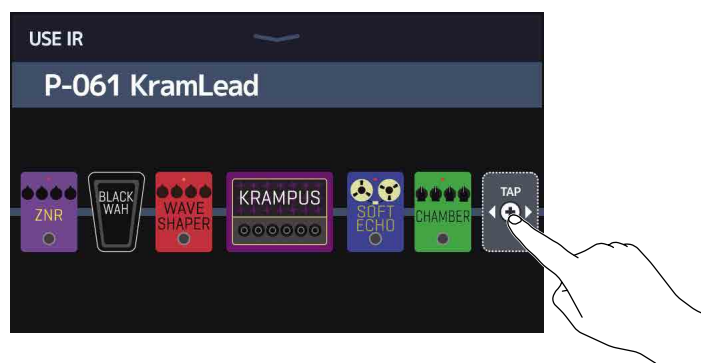 USE IR
P-061 KramLead
ZNR
BLACK
WAH
WAVE
SHAPER
KRAMPUS
SOFT
ECHO
CHAMBER
TAP